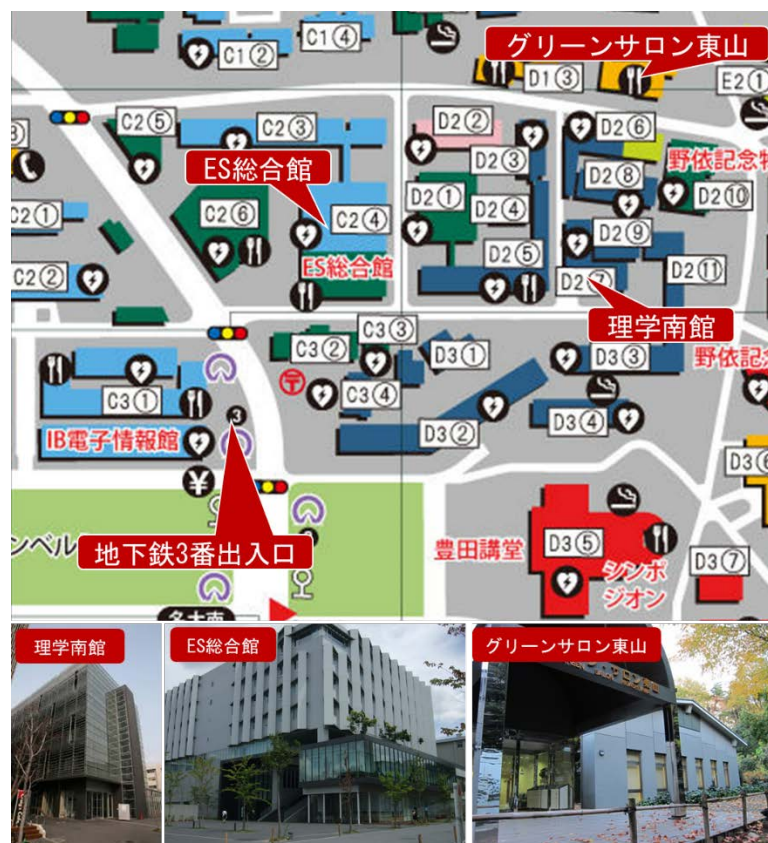 C1② C1④
グリーンサロン東山
D1③ E2①
C2⑤ C2③ D2② D2⑥
D2③ 野依記念物
ES総合館
D2⑧
C2① C2⑥ C2④ D2① D2④ D2⑩
D2⑤ D2⑨
C2② ES総合館 D2⑦ D2⑪
理学南館
C3③
C3② D3① D3③ 野依記念
C3① C3④
3 D3② D3④
IB電子情報館
D3⑥
豊田講堂 D3⑤ D3⑦
シンポ
ジオン
ンベル
地下鉄3番出入口
名大南
理学南館 ES総合館 グリーンサロン東山